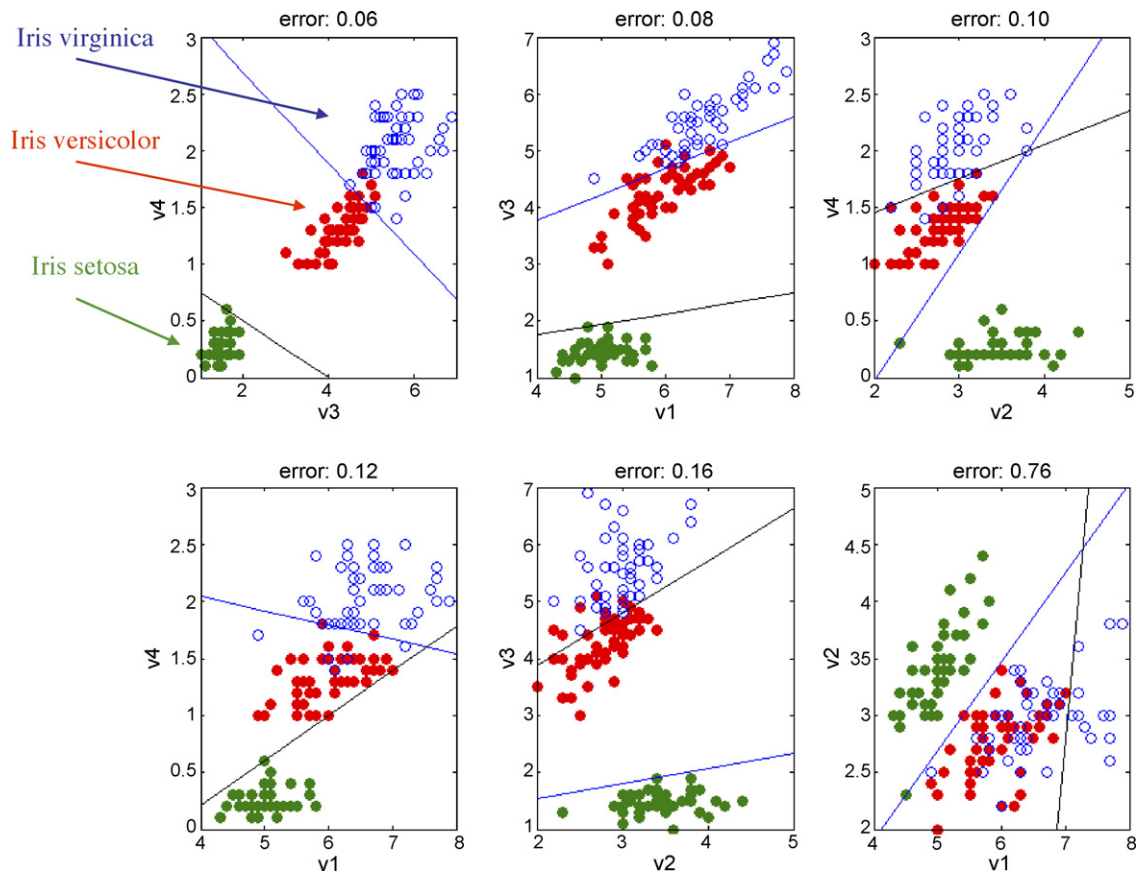 error: 0.06
error: 0.08
error: 0.10
Iris virginica
Iris versicolor
Iris setosa
3
2.5
2
1.5
1
0.5
0
v4
2 4 6
v3
7
6
5
4
3
2
1
v3
4 5 6 7 8
v1
3
2.5
2
1.5
1
0.5
0
v4
2 3 4 5
v2
error: 0.12
error: 0.16
error: 0.76
3
2.5
2
1.5
1
0.5
0
v4
4 5 6 7 8
v1
7
6
5
4
3
2
1
v3
2 3 4 5
v2
5
4.5
4
3.5
3
2.5
2
v2
4 5 6 7 8
v1